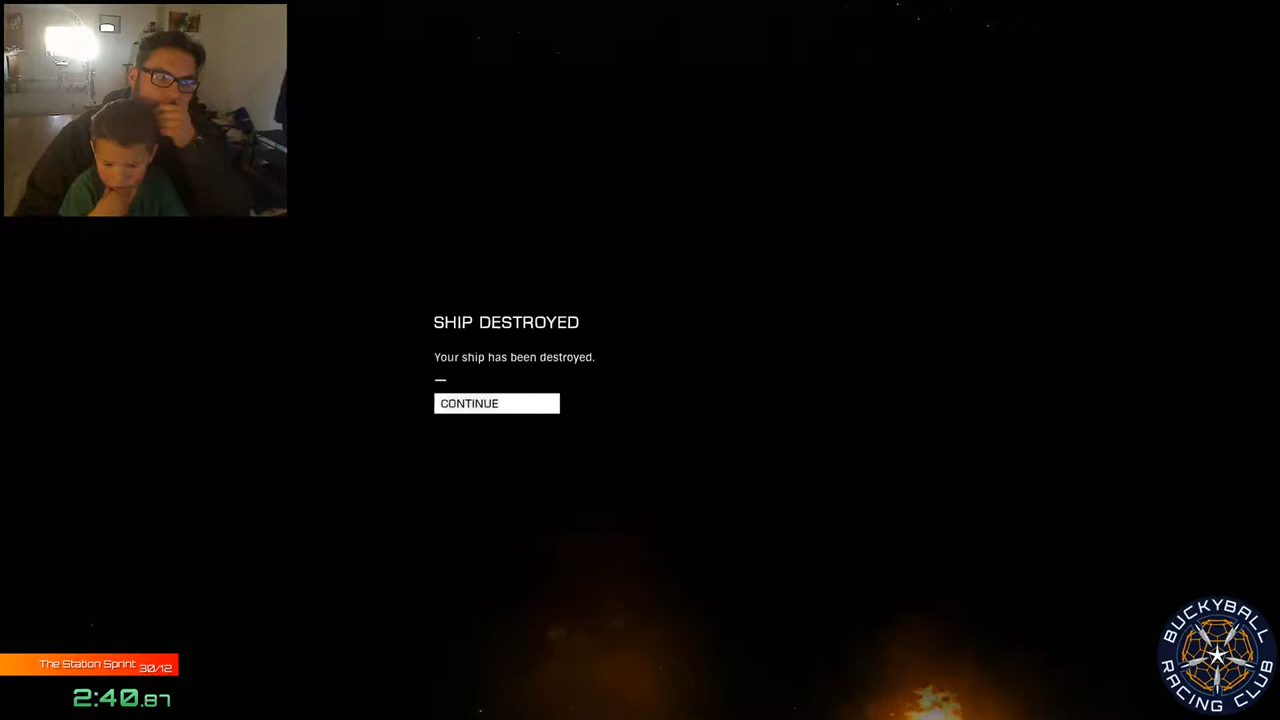 SHIP DESTROYED
Your ship has been destroyed.
CONTINUE
The Station Sprint 30/12
2:40.87
BUCKYBALL
RACING CLUB